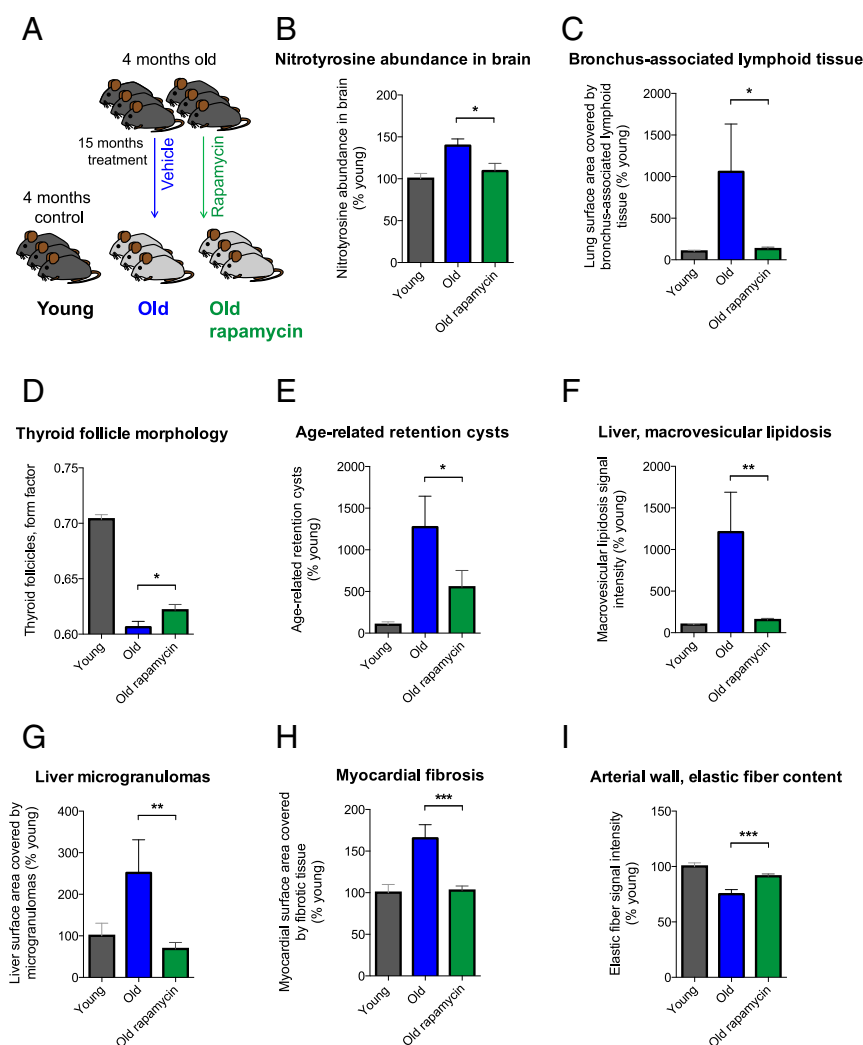 A
4 months old
15 months
treatment
Vehicle
Rapamycin
4 months
control
Young
Old
Old
rapamycin
B
Nitrotyrosine abundance in brain
Nitrotyrosine abundance in brain
(% young)
200
150
100
50
0
*
Young
Old
Old rapamycin
C
Bronchus-associated lymphoid tissue
Lung surface area covered by
bronchus-associated lymphoid
tissue (% young)
2000
1500
1000
500
0
*
Young
Old
Old rapamycin
D
Thyroid follicle morphology
Thyroid follicicles, form factor
0.75
0.70
0.65
0.60
*
Young
Old
Old rapamycin
E
Age-related retention cysts
Age-related retention cysts
(% young)
2000
1500
1000
500
0
*
Young
Old
Old rapamycin
F
Liver, macrovesicular lipidosis
Macrovesicular lipidosis signal
intensity (% young)
2000
1500
1000
500
0
**
Young
Old
Old rapamycin
G
Liver microgranulomas
Liver surface area covered by
microgranulomas (% young)
400
300
200
100
0
**
Young
Old
Old rapamycin
H
Myocardial fibrosis
Myocardial surface area covered
by fibrotic tissue
(% young)
200
150
100
50
0
***
Young
Old
Old rapamycin
I
Arterial wall, elastic fiber content
Elastic fiber signal intensity
(% young)
150
100
50
0
***
Young
Old
Old rapamycin